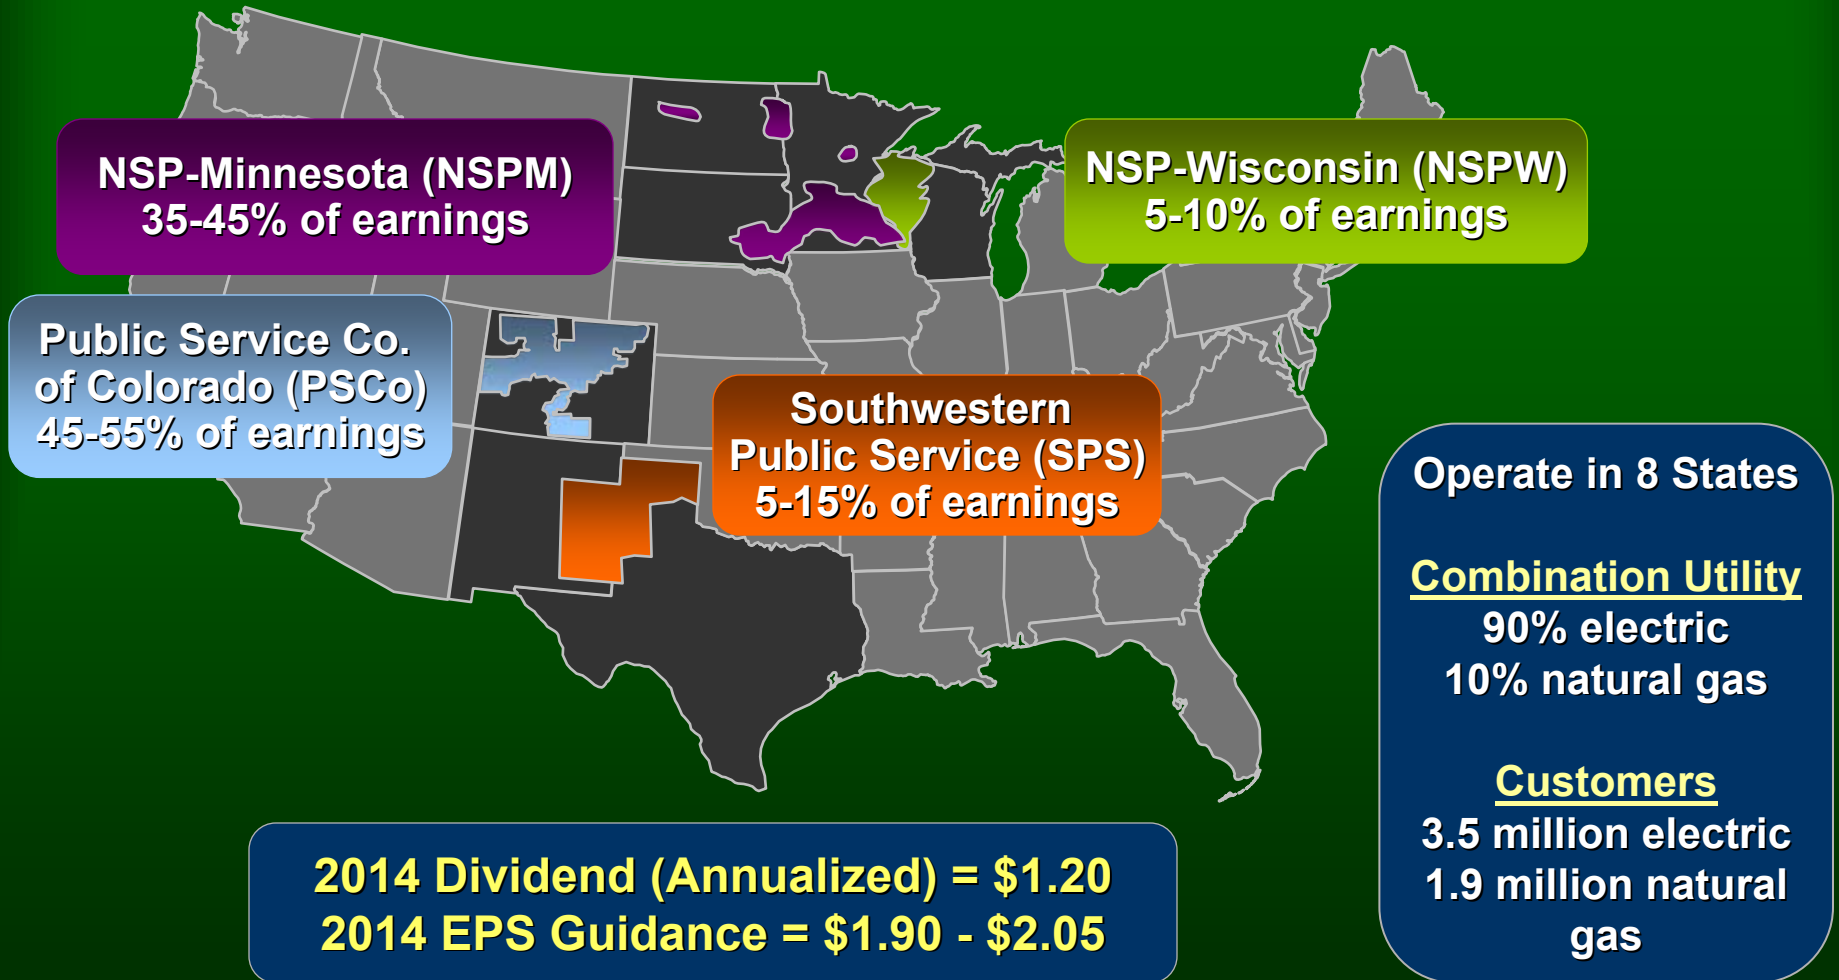 NSP-Minnesota (NSPM)
35-45% of earnings
NSP-Wisconsin (NSPW)
5-10% of earnings
Public Service Co.
of Colorado (PSCo)
45-55% of earnings
Southwestern
Public Service (SPS)
5-15% of earnings
Operate in 8 States
Combination Utility
90% electric
10% natural gas
Customers
3.5 million electric
1.9 million natural
gas
2014 Dividend (Annualized) = $1.20
2014 EPS Guidance = $1.90 - $2.05